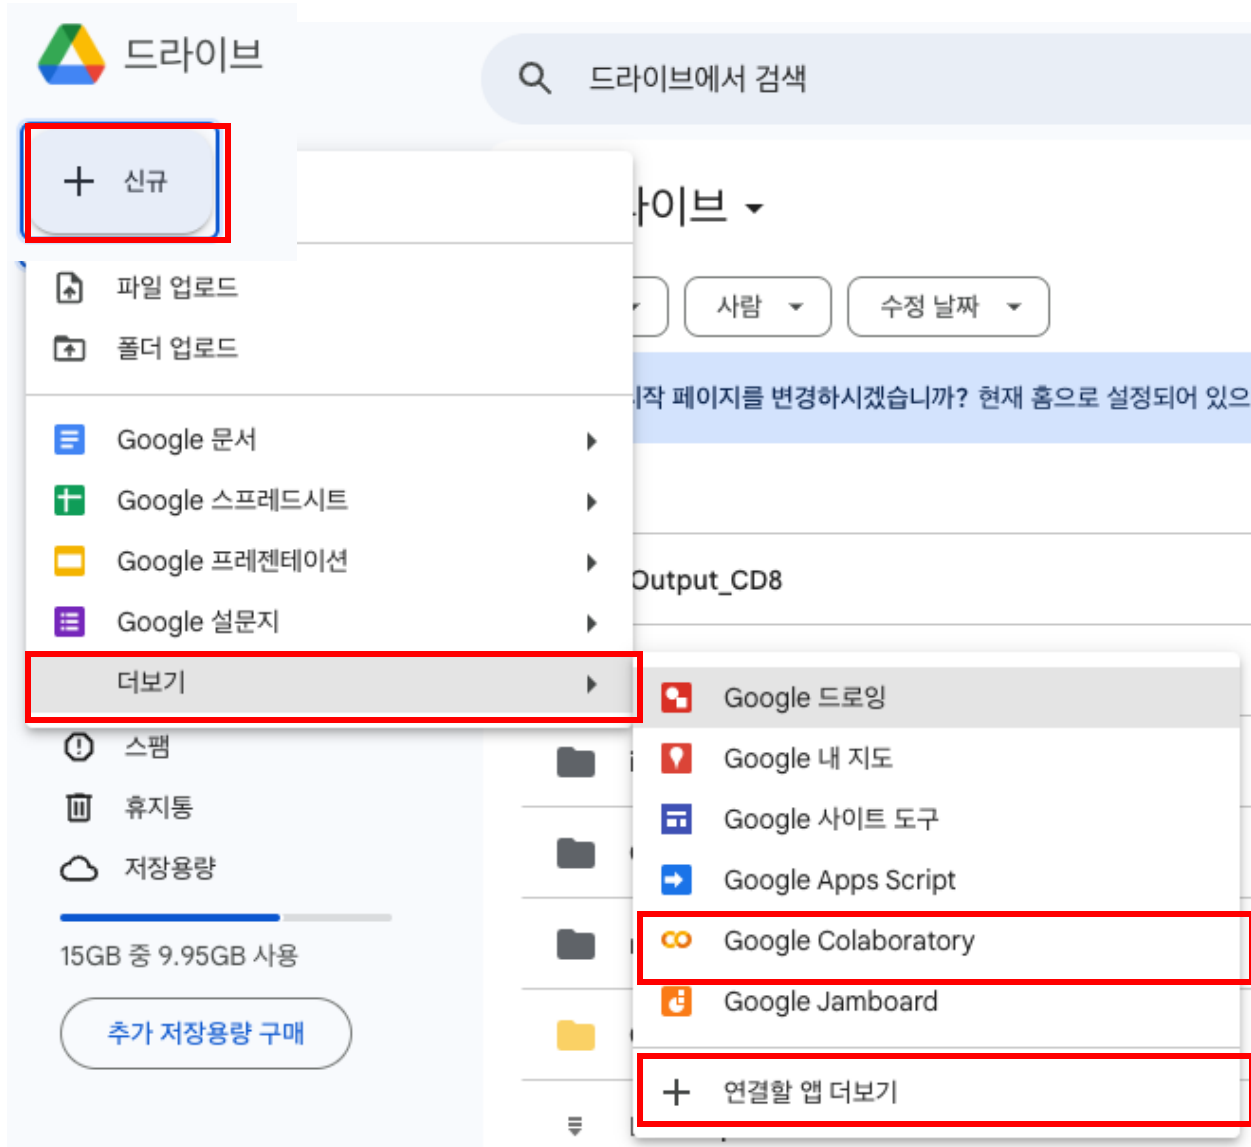 드라이브
드라이브에서 검색
신규
라이브
파일 업로드
폴더 업로드
사람
수정 날짜
시작 페이지를 변경하시겠습니까? 현재 홈으로 설정되어 있으
Google 문서
Google 스프레드시트
Google 프레젠테이션
Google 설문지
더보기
Output_CD8
Google 드로잉
Google 내 지도
Google 사이트 도구
Google Apps Script
Google Colaboratory
Google Jamboard
연결할 앱 더보기
스팸
휴지통
저장용량
15GB 중 9.95GB 사용
추가 저장용량 구매